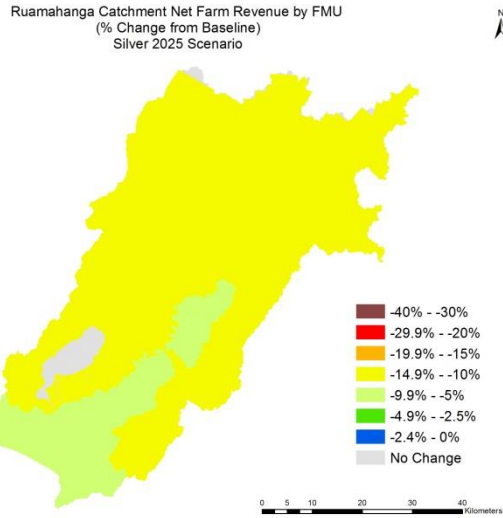 Ruamahanga Catchment Net Farm Revenue by FMU
(% Change from Baseline)
Silver 2025 Scenario
N
-40% - -30%
-29.9% - -20%
-19.9% - -15%
-14.9% - -10%
-9.9% - -5%
-4.9% - -2.5%
-2.4% - 0%
No Change
0 5 10 20 30 40
Kilometers